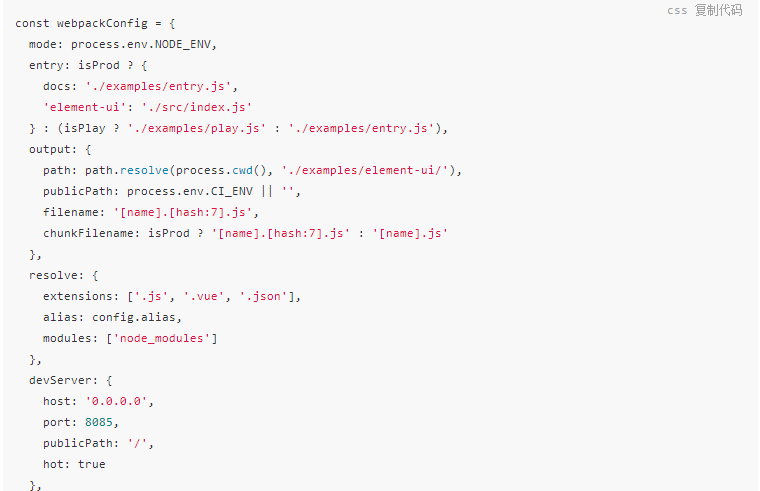 css 复制代码
const webpackConfig = {
  mode: process.env.NODE_ENV,
  entry: isProd ? {
    docs: './examples/entry.js',
    'element-ui': './src/index.js'
  } : (isPlay ? './examples/play.js' : './examples/entry.js'),
  output: {
    path: path.resolve(process.cwd(), './examples/element-ui/'),
    publicPath: process.env.CI_ENV || '',
    filename: '[name].[hash:7].js',
    chunkFilename: isProd ? '[name].[hash:7].js' : '[name].js'
  },
  resolve: {
    extensions: ['.js', '.vue', '.json'],
    alias: config.alias,
    modules: ['node_modules']
  },
  devServer: {
    host: '0.0.0.0',
    port: 8085,
    publicPath: '/',
    hot: true
  },